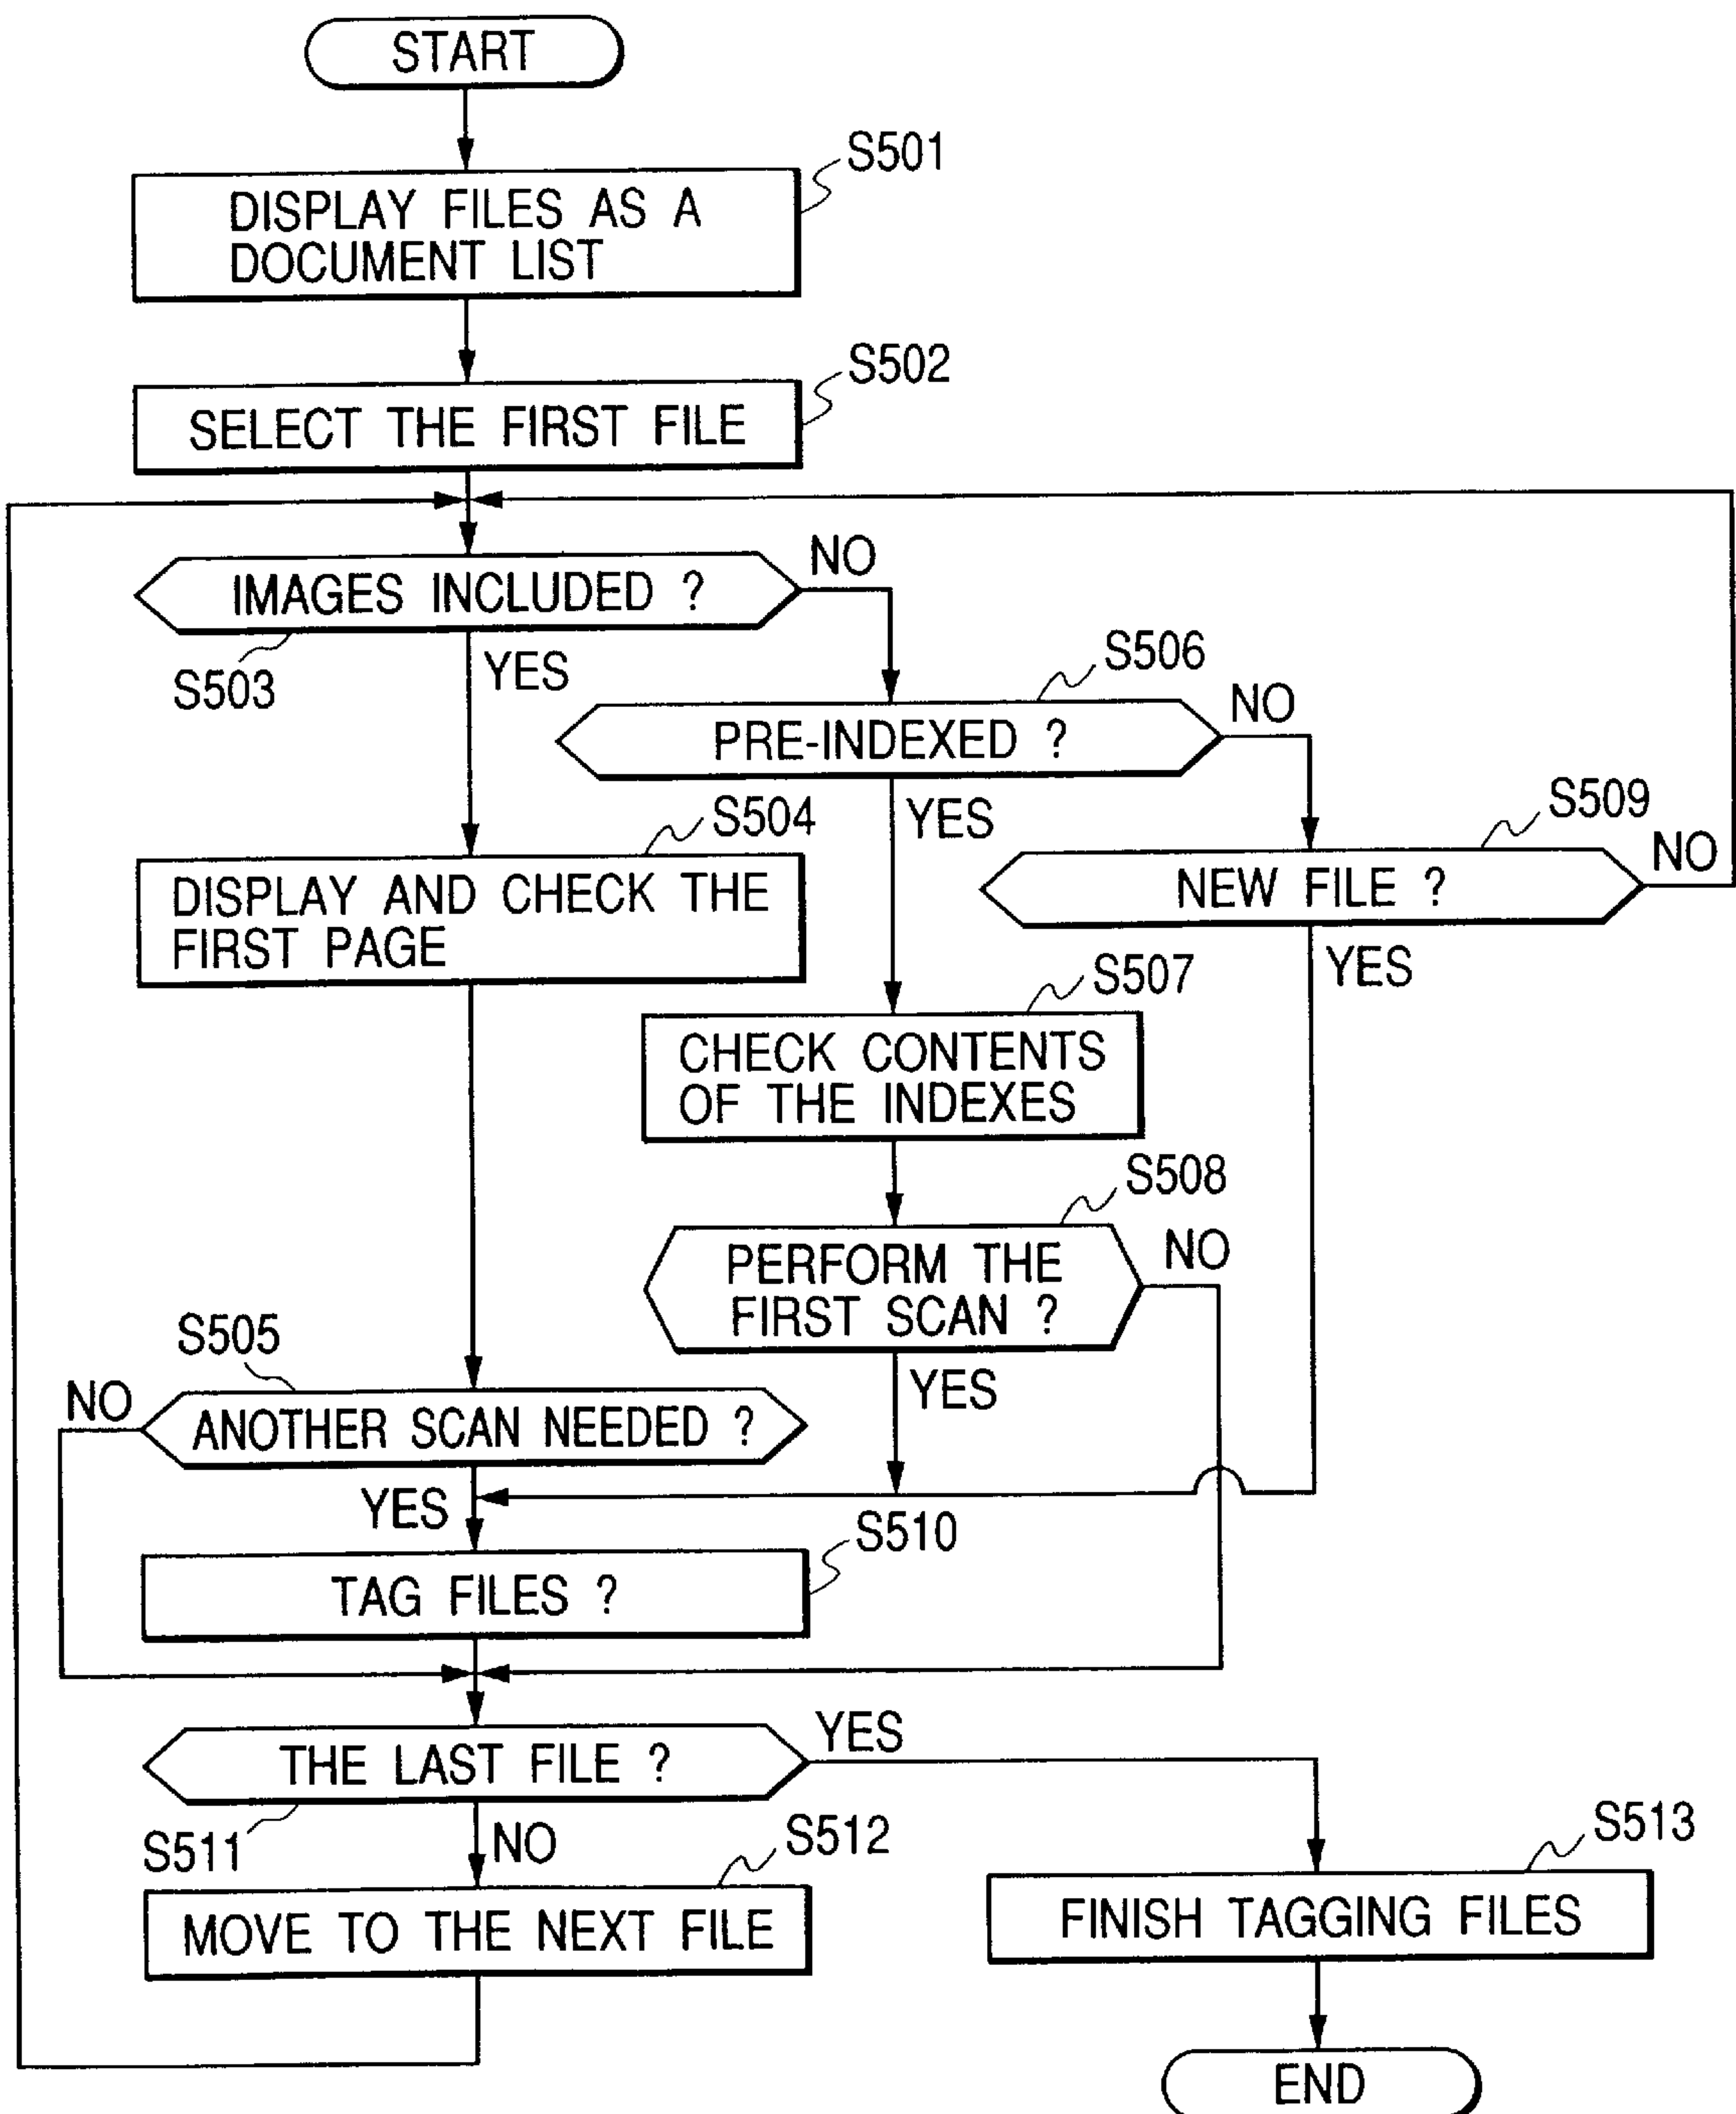 START
S501
DISPLAY FILES AS A
DOCUMENT LIST
S502
SELECT THE FIRST FILE
NO
IMAGES INCLUDED ?
S503
YES
S506
NO
PRE-INDEXED ?
S504
YES
S509
NO
DISPLAY AND CHECK THE
FIRST PAGE
NEW FILE ?
YES
S507
CHECK CONTENTS
OF THE INDEXES
S508
NO
PERFORM THE
FIRST SCAN ?
YES
S505
NO
ANOTHER SCAN NEEDED ?
YES
S510
TAG FILES ?
YES
THE LAST FILE ?
S511
NO
S512
S513
MOVE TO THE NEXT FILE
FINISH TAGGING FILES
END